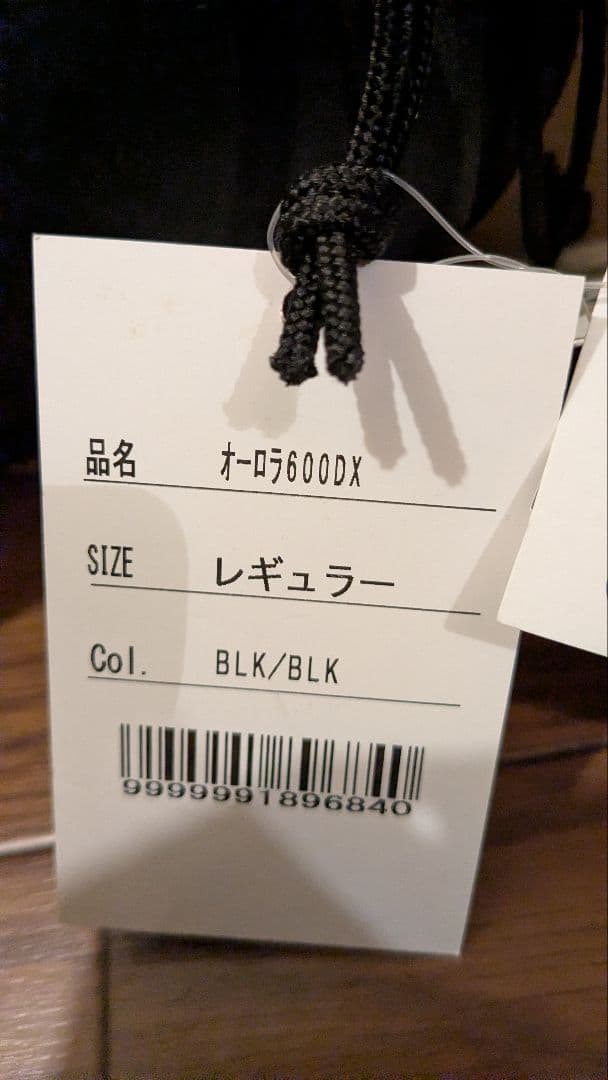 品名 オーロラ600DX
SIZE レギュラー
Col. BLK/BLK
9999991896840